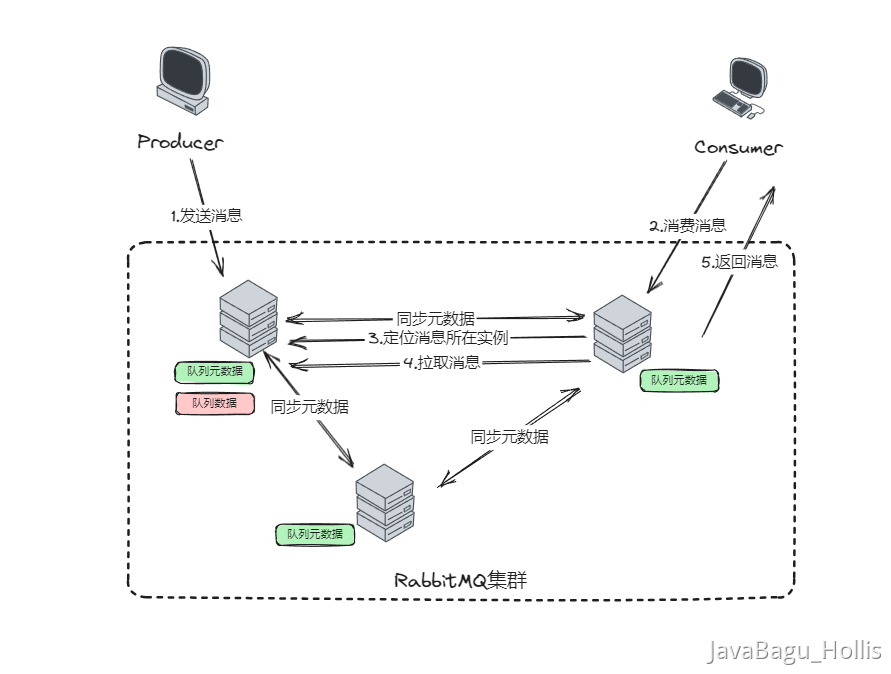 Producer
Consumer
1.发送消息
2.消费消息
5.返回消息
同步元数据
3.定位消息所在实例
4.拉取消息
队列元数据
队列元数据
队列数据
同步元数据
同步元数据
队列元数据
RabbitMQ集群
JavaBagu_Hollis